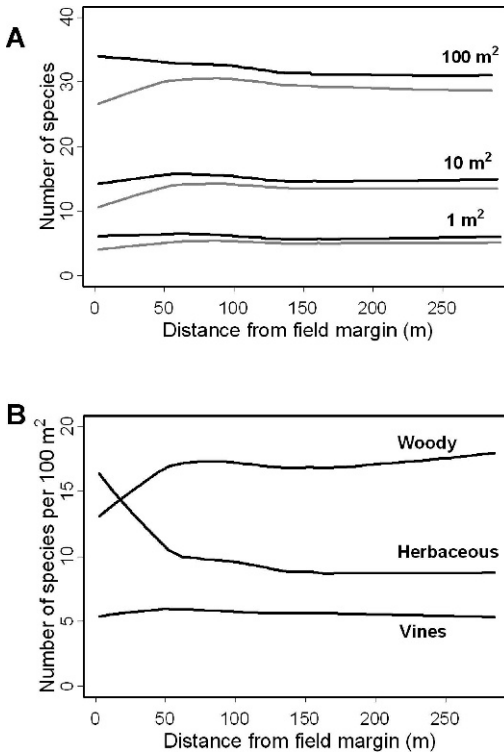 A
40
30
20
10
0
Number of species
100 m²
10 m²
1 m²
0 50 100 150 200 250
Distance from field margin (m)
B
20
15
10
5
0
Number of species per 100 m²
Woody
Herbaceous
Vines
0 50 100 150 200 250
Distance from field margin (m)